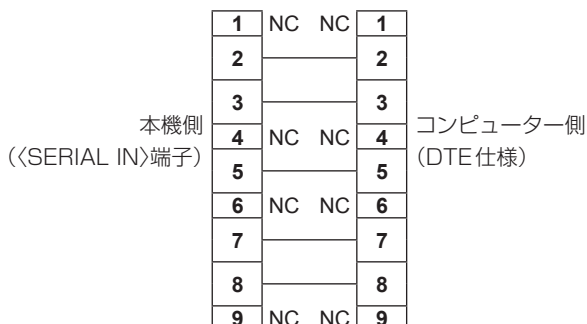 1 NC NC 1
2 2
3 3
本機側 コンピューター側
4 NC NC 4
(〈SERIAL IN〉端子) (DTE仕様)
5 5
6 NC NC 6
7 7
8 8
9 NC NC 9